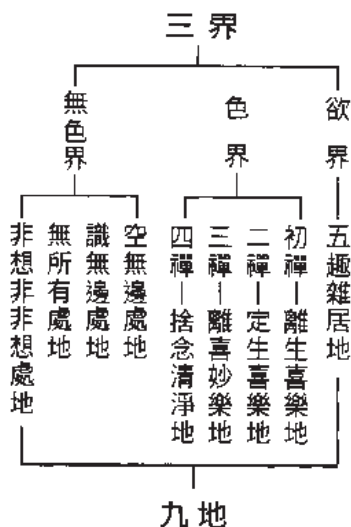 三界
欲界
五趣雜居地
色界
初禪
離生喜樂地
二禪
定生喜樂地
三禪
離喜妙樂地
四禪
捨念清淨地
無色界
空無邊處地
識無邊處地
無所有處地
非想非非想處地
九地